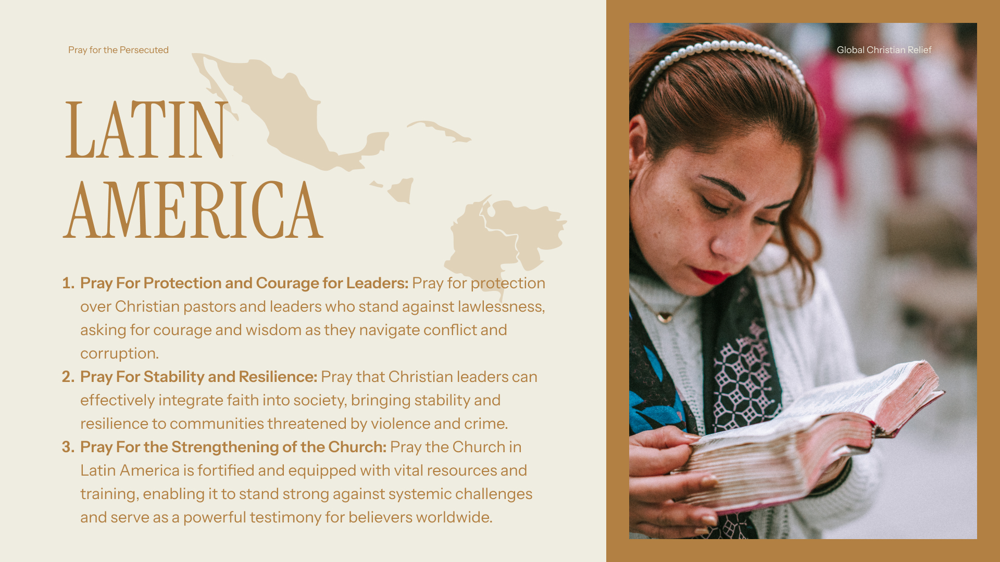 Pray for the Persecuted
Global Christian Relief
LATIN
AMERICA
1. Pray For Protection and Courage for Leaders: Pray for protection
over Christian pastors and leaders who stand against lawlessness,
asking for courage and wisdom as they navigate conflict and
corruption.
2. Pray For Stability and Resilience: Pray that Christian leaders can
effectively integrate faith into society, bringing stability and
resilience to communities threatened by violence and crime.
3. Pray For the Strengthening of the Church: Pray the Church in
Latin America is fortified and equipped with vital resources and
training, enabling it to stand strong against systemic challenges
and serve as a powerful testimony for believers worldwide.